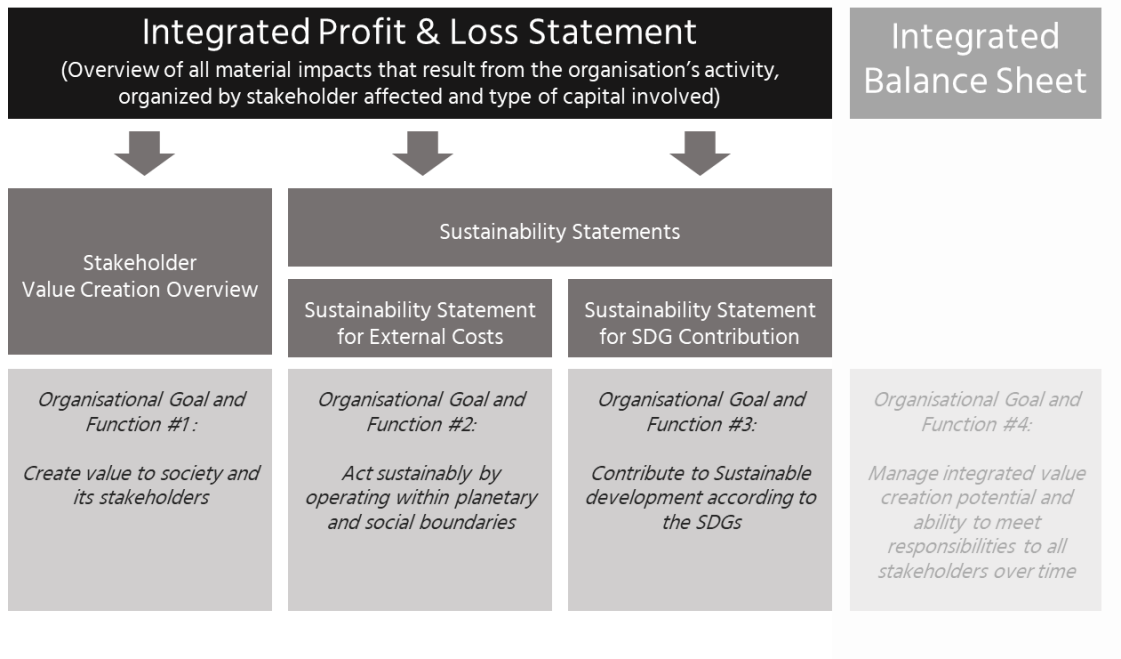 Integrated Profit & Loss Statement
(Overview of all material impacts that result from the organisation's activity,
organized by stakeholder affected and type of capital involved)
Integrated
Balance Sheet
Stakeholder
Value Creation Overview
Sustainability Statements
Sustainability Statement
for External Costs
Sustainability Statement
for SDG Contribution
Organisational Goal and
Function #1:
Create value to society and
its stakeholders
Organisational Goal and
Function #2:
Act sustainably by
operating within planetary
and social boundaries
Organisational Goal and
Function #3:
Contribute to Sustainable
development according to
the SDGs
Organisational Goal and
Function #4:
Manage integrated value
creation potential and
ability to meet
responsibilities to all
stakeholders over time